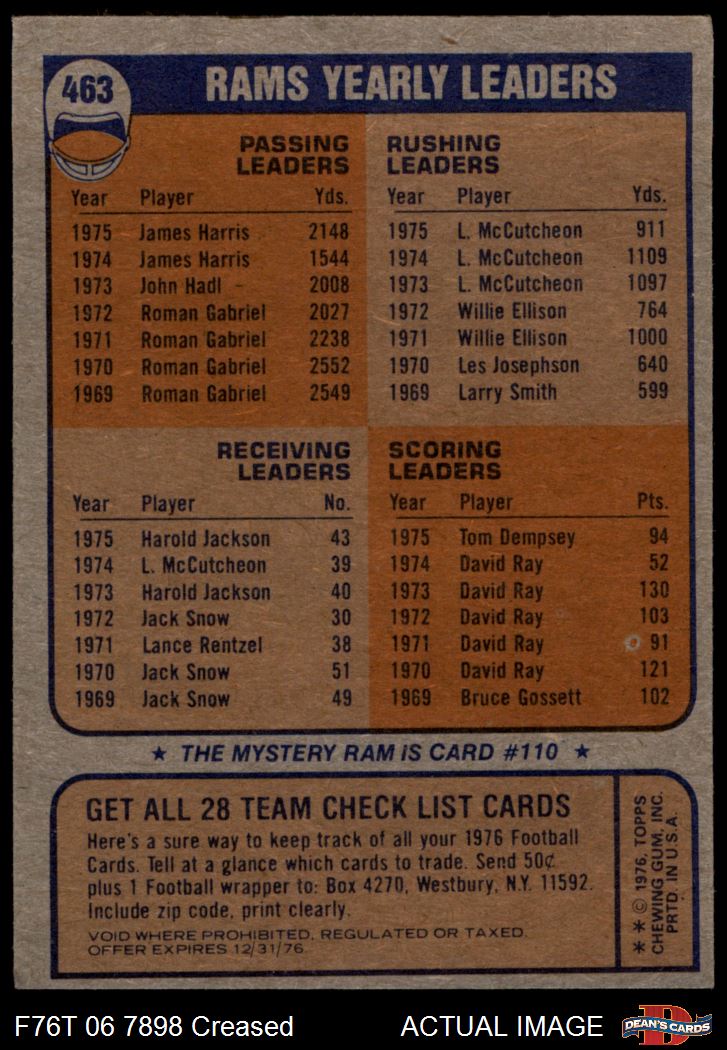 463
RAMS YEARLY LEADERS
PASSING
LEADERS
Year Player Yds.
1975 James Harris 2148
1974 James Harris 1544
1973 John Hadl 2008
1972 Roman Gabriel 2027
1971 Roman Gabriel 2238
1970 Roman Gabriel 2552
1969 Roman Gabriel 2549
RUSHING
LEADERS
Year Player Yds.
1975 L. McCutcheon 911
1974 L. McCutcheon 1109
1973 L. McCutcheon 1097
1972 Willie Ellison 764
1971 Willie Ellison 1000
1970 Les Josephson 640
1969 Larry Smith 599
RECEIVING
LEADERS
Year Player No.
1975 Harold Jackson 43
1974 L. McCutcheon 39
1973 Harold Jackson 40
1972 Jack Snow 30
1971 Lance Rentzel 38
1970 Jack Snow 51
1969 Jack Snow 49
SCORING
LEADERS
Year Player Pts.
1975 Tom Dempsey 94
1974 David Ray 52
1973 David Ray 130
1972 David Ray 103
1971 David Ray 91
1970 David Ray 121
1969 Bruce Gossett 102
★ THE MYSTERY RAM IS CARD #110 ★
GET ALL 28 TEAM CHECK LIST CARDS
Here's a sure way to keep track of all your 1976 Football
Cards. Tell at a glance which cards to trade. Send 50¢
plus 1 Football wrapper to: Box 4270, Westbury, N.Y. 11592.
Include zip code, print clearly.
VOID WHERE PROHIBITED, REGULATED OR TAXED.
OFFER EXPIRES 12/31/76.
★ ★ © 1976, TOPPS
CHEWING GUM, INC.
PRTD. IN U.S.A.
F76T 06 7898 Creased
ACTUAL IMAGE
D
DEAN'S CARDS